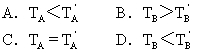 A. T_A＜T_A'  B. T_B＞T_B'
C. T_A＝T_A'  D. T_B＜T_B'